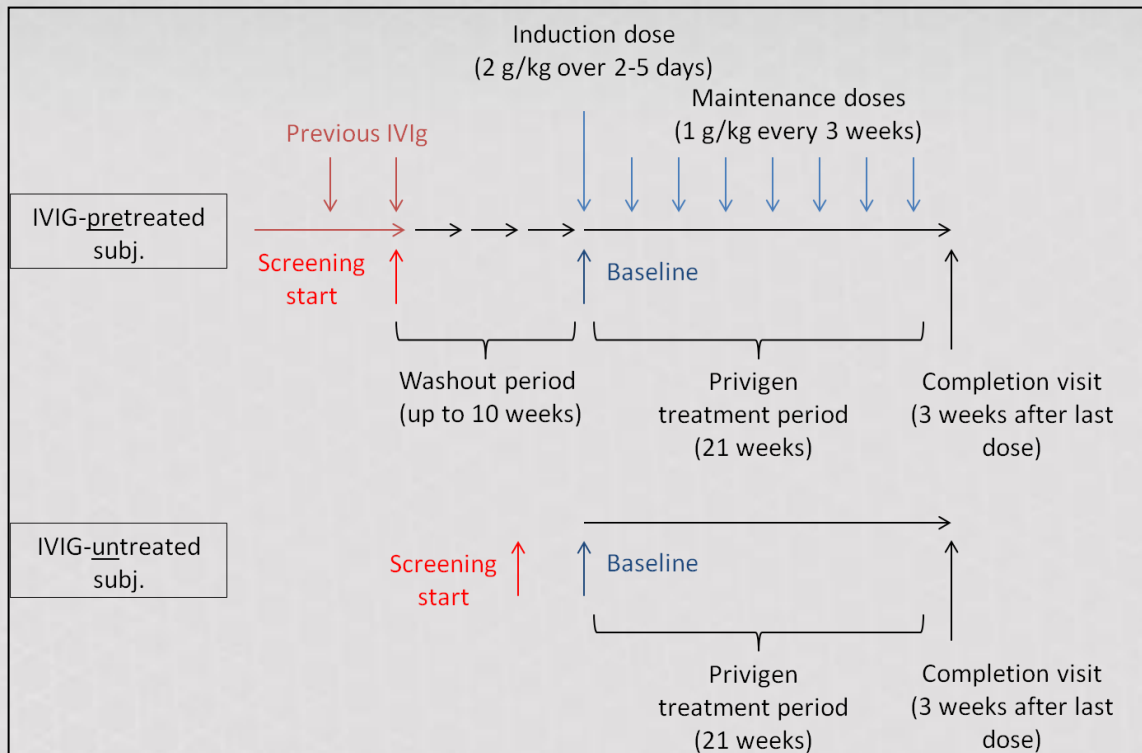 Induction dose
(2 g/kg over 2-5 days)
Maintenance doses
(1 g/kg every 3 weeks)
Previous IVIg
IVIG-pretreated
subj.
Screening
start
Baseline
Washout period
(up to 10 weeks)
Privigen
treatment period
(21 weeks)
Completion visit
(3 weeks after last
dose)
IVIG-untreated
subj.
Screening
start
Baseline
Privigen
treatment period
(21 weeks)
Completion visit
(3 weeks after last
dose)